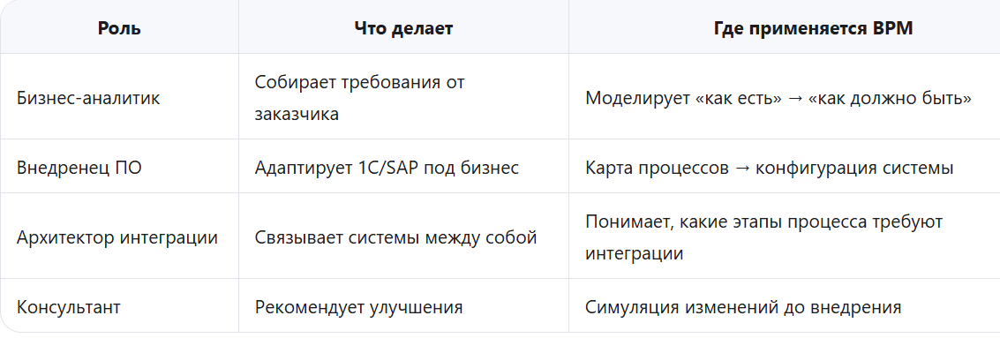 Роль
Что делает
Где применяется BPM
Бизнес-аналитик
Собирает требования от
заказчика
Моделирует «как есть» → «как должно быть»
Внедренец ПО
Адаптирует 1С/SAP под бизнес
Карта процессов → конфигурация системы
Архитектор интеграции
Связывает системы между собой
Понимает, какие этапы процесса требуют
интеграции
Консультант
Рекомендует улучшения
Симуляция изменений до внедрения